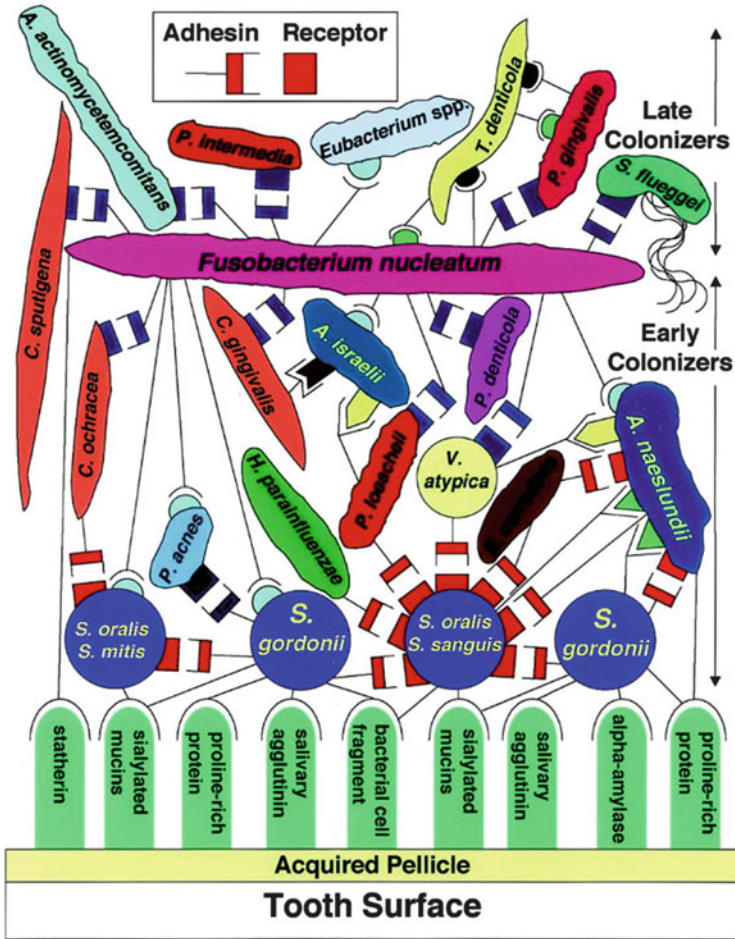 Adhesin Receptor
A. actinomycetemcomitans
P. intermedia
Eubacterium spp.
T. denticola
P. gingivalis
Late
Colonizers
S. flueggei
C. sputigena
Fusobacterium nucleatum
Early
Colonizers
C. ochracea
C. gingivalis
A. israelii
P. denticola
P. loescheii
V.
atypica
A. naeslundii
H. parainfluenzae
P. acnes
S. oralis
S. mitis
S.
gordonii
S. oralis
S. sanguis
S.
gordonii
statherin
sialylated
mucins
proline-rich
protein
salivary
agglutinin
bacterial cell
fragment
sialylated
mucins
salivary
agglutinin
alpha-amylase
proline-rich
protein
Acquired Pellicle
Tooth Surface